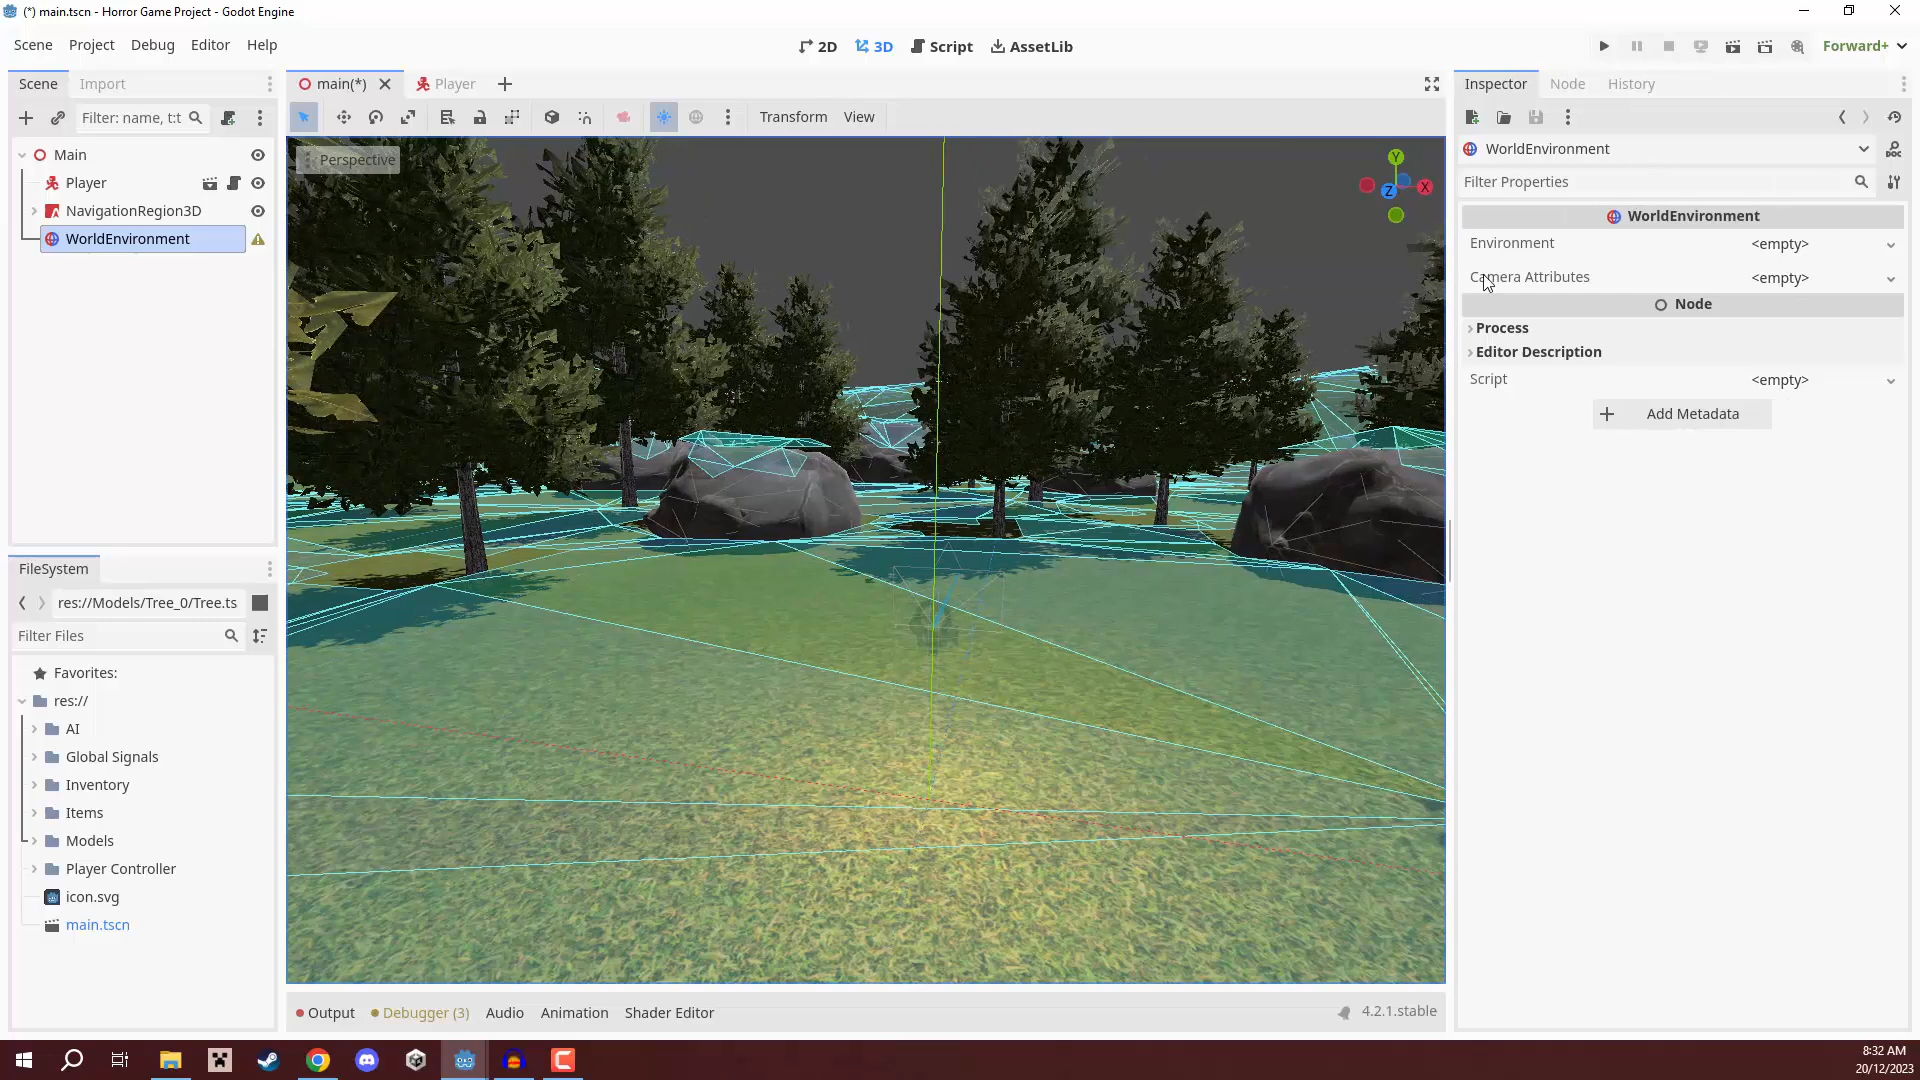 (*) main.tscn - Horror Game Project - Godot Engine
Scene Project Debug Editor Help
2D 3D Script AssetLib
Forward+
Scene Import
Filter: name, t:t
Main
Player
NavigationRegion3D
WorldEnvironment
FileSystem
res://Models/Tree_0/Tree.ts
Filter Files
Favorites:
res://
AI
Global Signals
Inventory
Items
Models
Player Controller
icon.svg
main.tscn
main(*) Player
Transform View
Perspective
Y
Z X
Output Debugger (3) Audio Animation Shader Editor
4.2.1.stable
Inspector Node History
WorldEnvironment
Filter Properties
WorldEnvironment
Environment <empty>
Camera Attributes <empty>
Node
Process
Editor Description
Script <empty>
Add Metadata
8:32 AM
20/12/2023